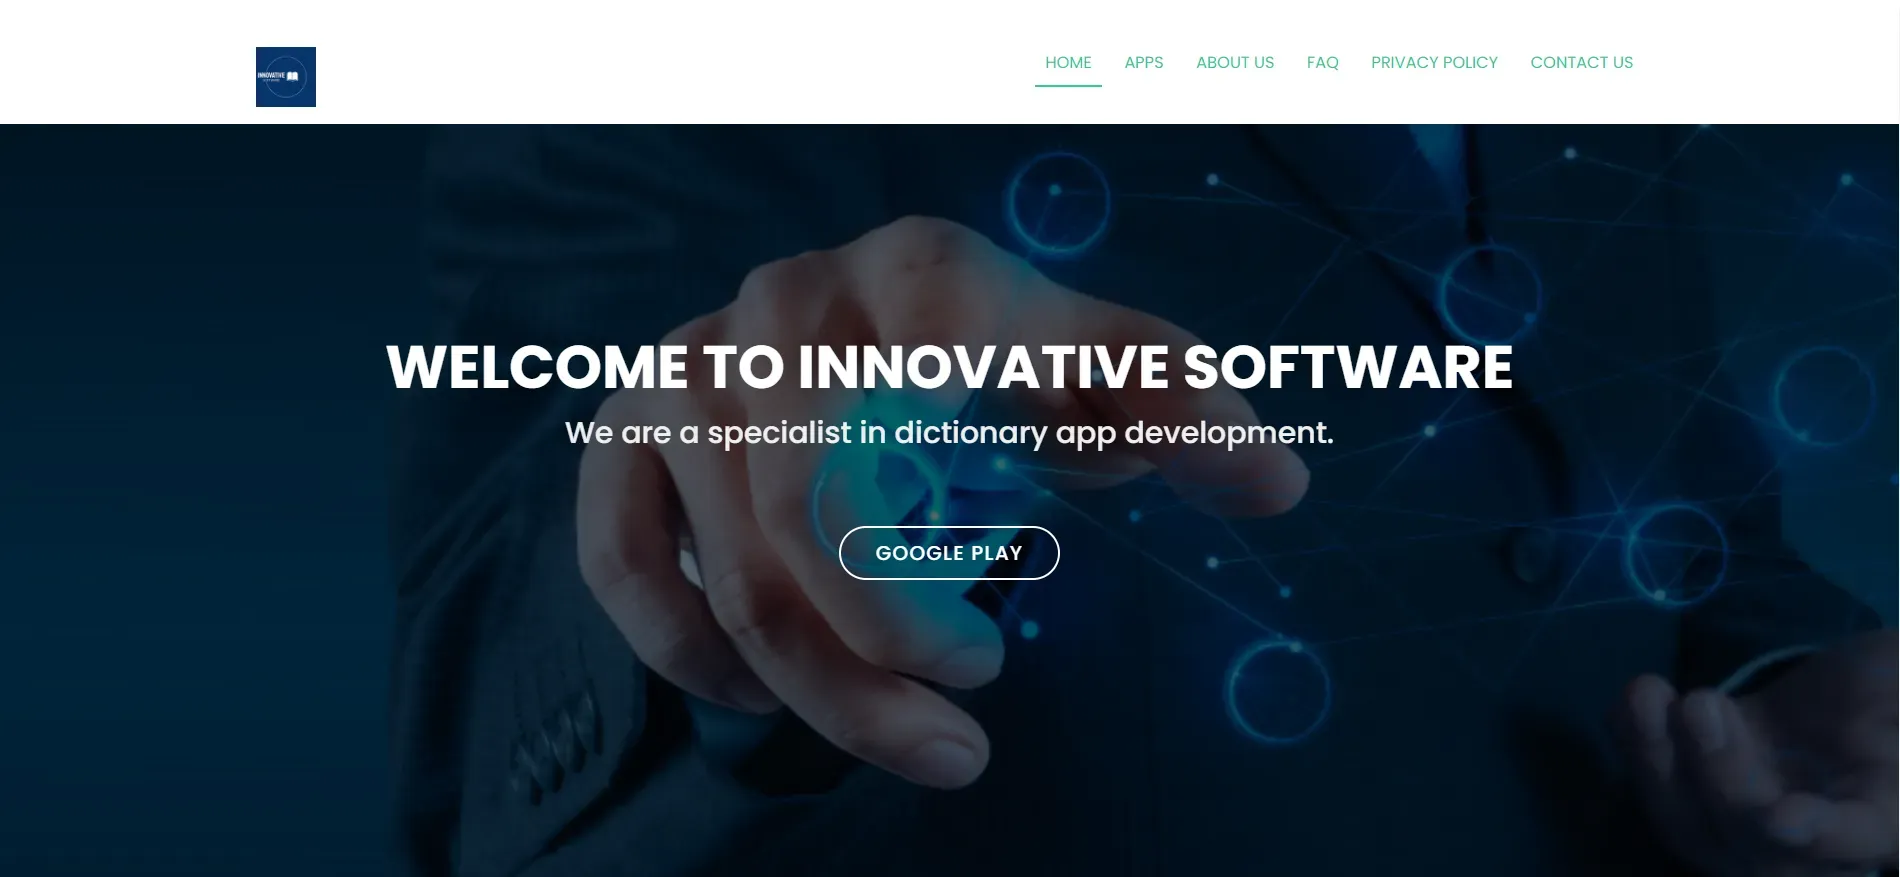 INNOVATIVE
SOFTWARE
HOME APPS ABOUT US FAQ PRIVACY POLICY CONTACT US
WELCOME TO INNOVATIVE SOFTWARE
We are a specialist in dictionary app development.
GOOGLE PLAY